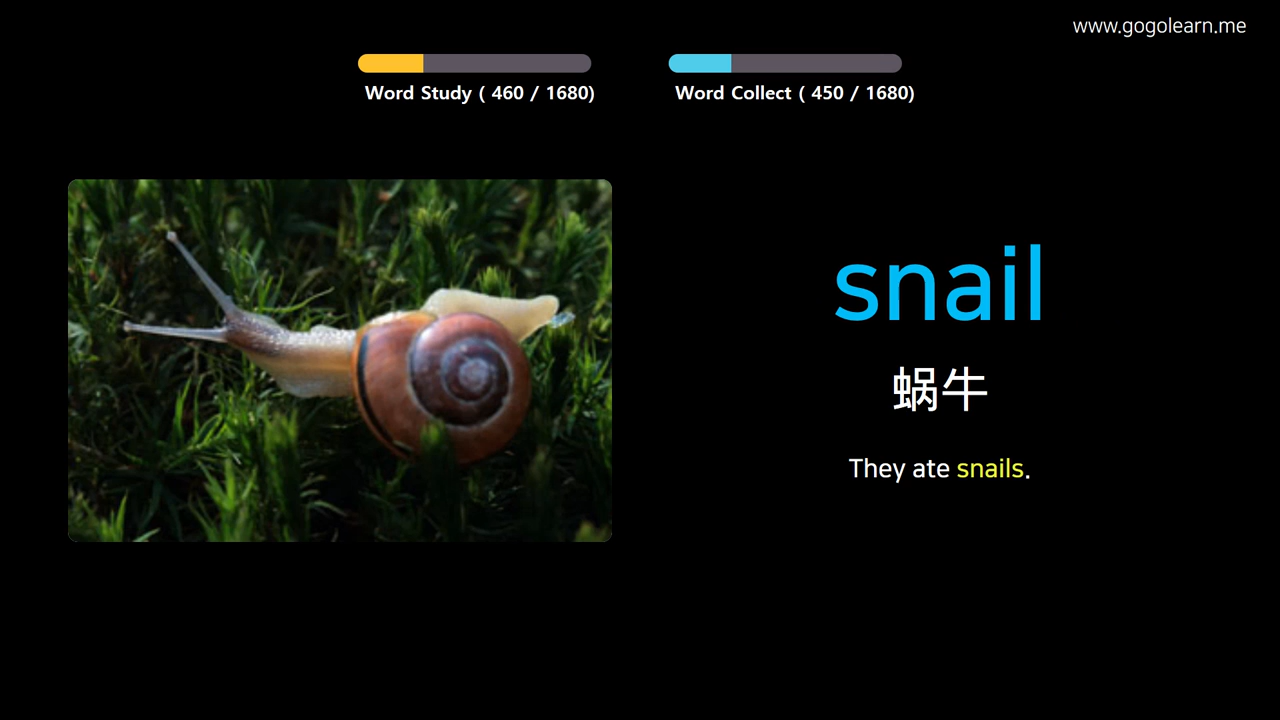 www.gogolearn.me
Word Study ( 460 / 1680)
Word Collect ( 450 / 1680)
snail
蜗牛
They ate snails.